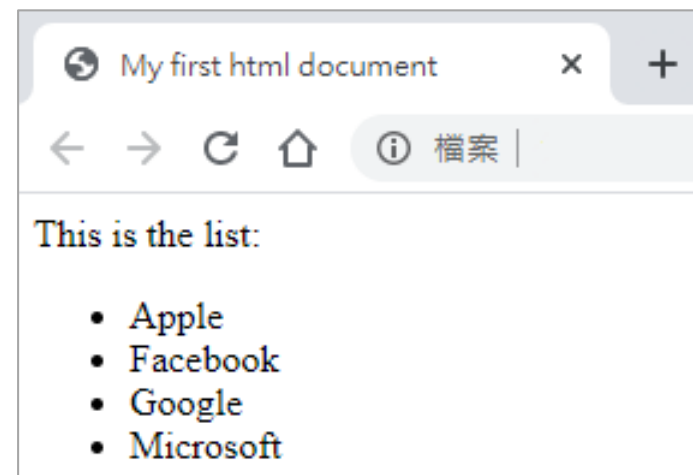 My first html document
檔案
This is the list:
Apple
Facebook
Google
Microsoft